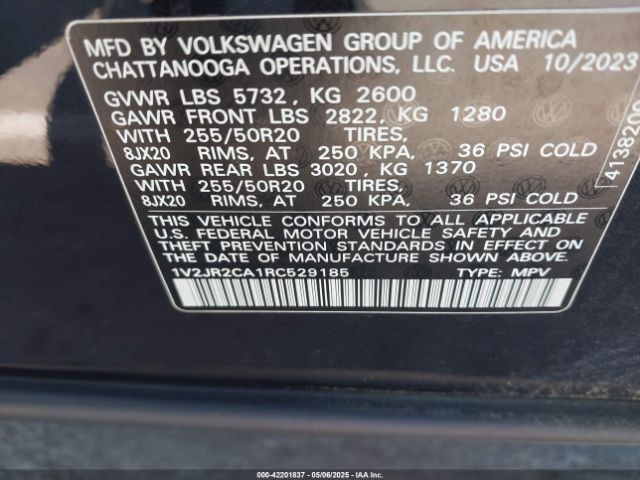 MFD BY VOLKSWAGEN GROUP OF AMERICA
CHATTANOOGA OPERATIONS, LLC. USA 10/2023
GVWR LBS 5732, KG 2600
GAWR FRONT LBS 2822, KG 1280
WITH 255/50R20 TIRES,
8JX20 RIMS, AT 250 KPA, 36 PSI COLD
GAWR REAR LBS 3020, KG 1370
WITH 255/50R20 TIRES,
8JX20 RIMS, AT 250 KPA, 36 PSI COLD
THIS VEHICLE CONFORMS TO ALL APPLICABLE
U.S. FEDERAL MOTOR VEHICLE SAFETY AND
THEFT PREVENTION STANDARDS IN EFFECT ON
THE DATE OF MANUFACTURE SHOWN ABOVE.
1V2JR2CA1RC529185 TYPE: MPV
000-42201837 - 05/06/2025 - IAAI.COM